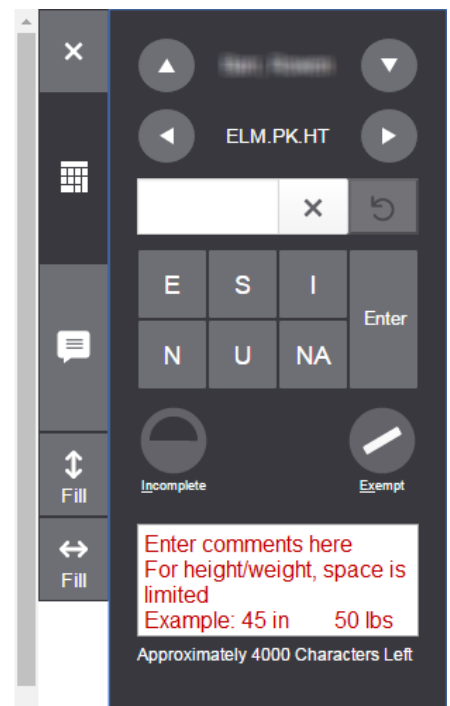 ELM.PK.HT
E S I
Enter
N U NA
Fill
Incomplete Exempt
Fill
Enter comments here
For height/weight, space is
limited
Example: 45 in 50 lbs
Approximately 4000 Characters Left